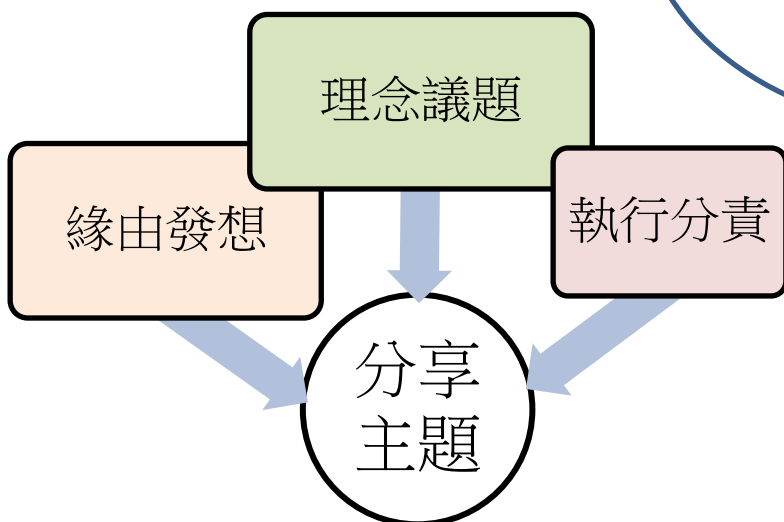 理念議題
緣由發想
執行分責
分享
主題